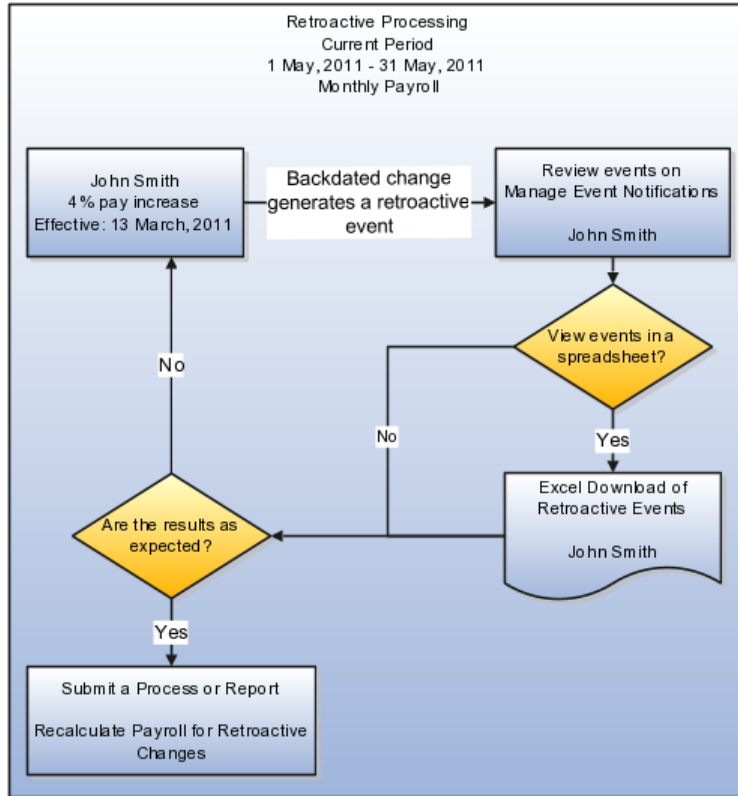 Retroactive Processing
Current Period
1 May, 2011 - 31 May, 2011
Monthly Payroll
John Smith
4% pay increase
Effective: 13 March, 2011
Backdated change
generates a retroactive
event
Review events on
Manage Event Notifications
John Smith
View events in a
spreadsheet?
No
No
Yes
Excel Download of
Retroactive Events
John Smith
Are the results as
expected?
Yes
Submit a Process or Report
Recalculate Payroll for Retroactive
Changes